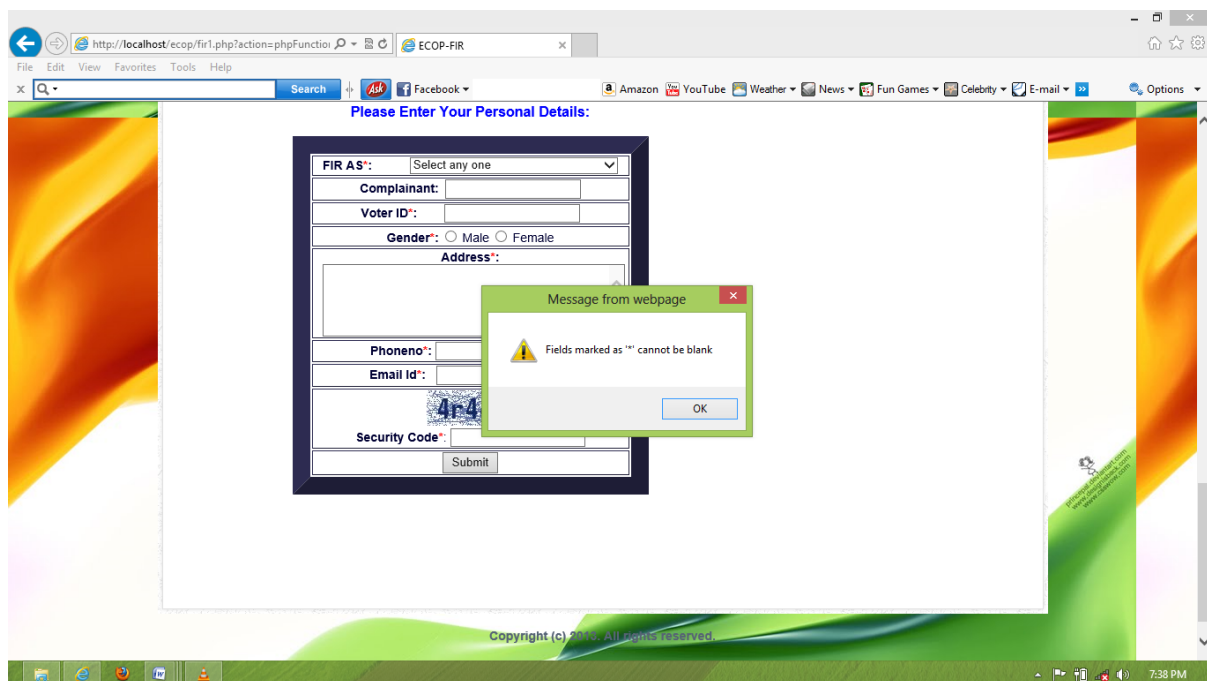 http://localhost/ecop/fir1.php?action=phpFunction ECOP-FIR
File Edit View Favorites Tools Help
Search Ask Facebook Amazon YouTube Weather News Fun Games Celebrity E-mail Options
Please Enter Your Personal Details:
FIR AS*: Select any one
Complainant:
Voter ID*:
Gender*: Male Female
Address*:
Message from webpage
Fields marked as '*' cannot be blank
OK
Phoneno*:
Email Id*:
4r4
Security Code*:
Submit
Copyright (c) All rights reserved.
7:38 PM